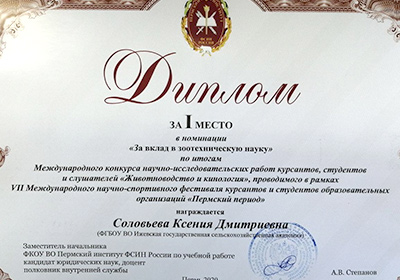 Диплом
ЗА I МЕСТО
в номинации
«За вклад в зоотехническую науку»
по итогам
Международного конкурса научно-исследовательских работ курсантов, студентов
и слушателей «Животноводство и кинология», проводимого в рамках
VII Международного научно-спортивного фестиваля курсантов и студентов образовательных
организаций «Пермский период»
награждается
Соловьева Ксения Дмитриевна
(ФГБОУ ВО Ижевская государственная сельскохозяйственная академия)
Заместитель начальника
ФКОУ ВО Пермский институт ФСИН России по учебной работе
кандидат юридических наук, доцент
полковник внутренней службы
А.В. Степанов
Пермь, 2020